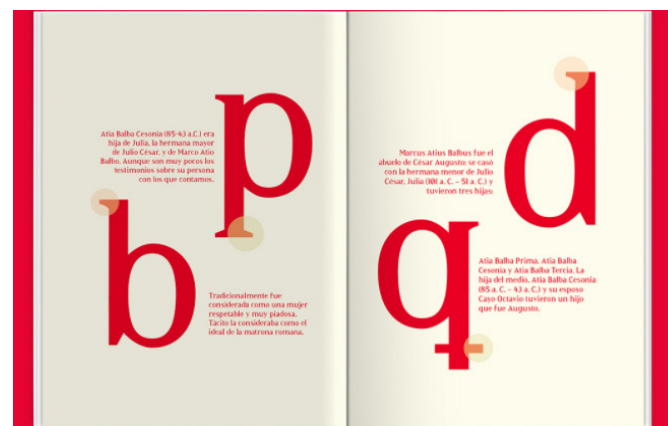 p
Atia Balba Cesonia (85-43 a.C.) era
hija de Julia, la hermana mayor
de Julio César, y de Marco Atio
Balbo. Aunque son muy pocos los
testimonios sobre su persona
con los que contamos.
b
Tradicionalmente fue
considerada como una mujer
respetable y muy piadosa.
Tácito la consideraba como el
ideal de la matrona romana.
d
Marcus Atius Balbus fue el
abuelo de César Augusto: se casó
con la hermana menor de Julio
César, Julia (101 a. C. – 51 a. C.) y
tuvieron tres hijas:
q
Atia Balba Prima, Atia Balba
Cesonia y Atia Balba Tercia. La
hija del medio, Atia Balba Cesonia
(85 a. C. – 43 a. C.) y su esposo
Cayo Octavio tuvieron un hijo
que fue Augusto.